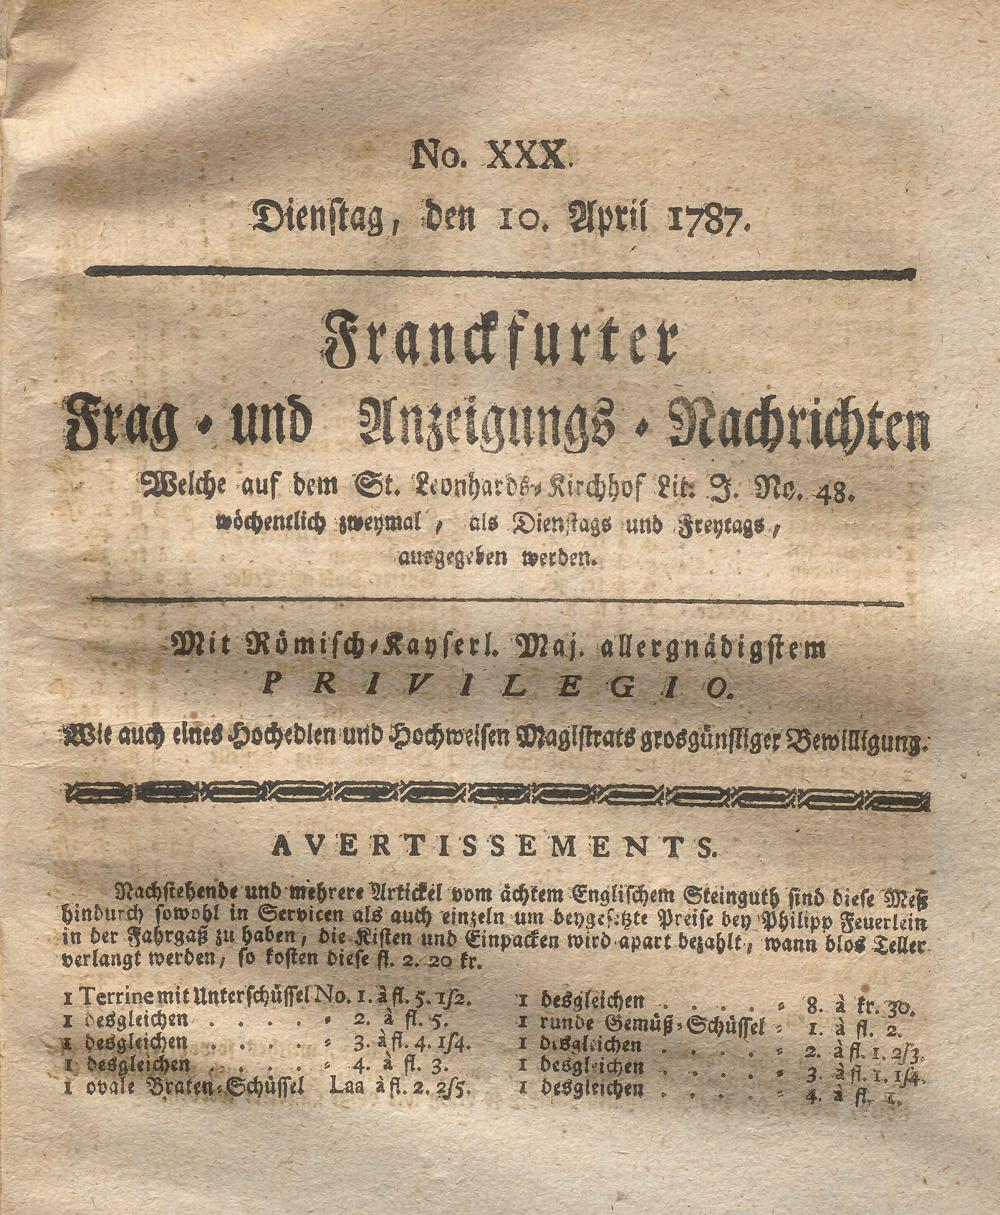 No. XXX.
Dienstag, den 10. April 1787.
Franckfurter
Frag- und Anzeigungs-Nachrichten
Welche auf dem St. Leonhards-Kirchhof Lit. J. No. 48.
wöchentlich zweymal, als Dienstags und Freytags,
ausgegeben werden.
Mit Römisch-Kayserl. Maj. allergnädigstem
PRIVILEGIO.
Wie auch eines Hochedlen und Hochweisen Magistrats grosgünstiger Bewilligung.
AVERTISSEMENTS.
Nachstehende und mehrere Artickel vom ächtem Englischem Steinguth sind diese Meß
hindurch sowohl in Servicen als auch einzeln um beygesetzte Preise bey Philipp Feuerlein
in der Fahrgaß zu haben, die Kisten und Einpacken wird apart bezahlt, wann blos Teller
verlangt werden, so kosten diese fl. 2. 20 kr.
1 Terrine mit Unterschüssel No. 1. à fl. 5. 1/2.
1 desgleichen . . . . - 2. à fl. 5.
1 desgleichen . . . . - 3. à fl. 4. 1/4.
1 desgleichen . . . . - 4. à fl. 3.
1 ovale Braten-Schüssel Laa à fl. 2. 2/5.
1 desgleichen . . . . - 8. à kr. 30.
1 runde Gemüß-Schüssel - 1. à fl. 2.
1 desgleichen . . . . - 2. à fl. 1. 2/3.
1 desgleichen . . . . - 3. à fl. 1. 1/4.
1 desgleichen . . . . - 4. à fl. 1.